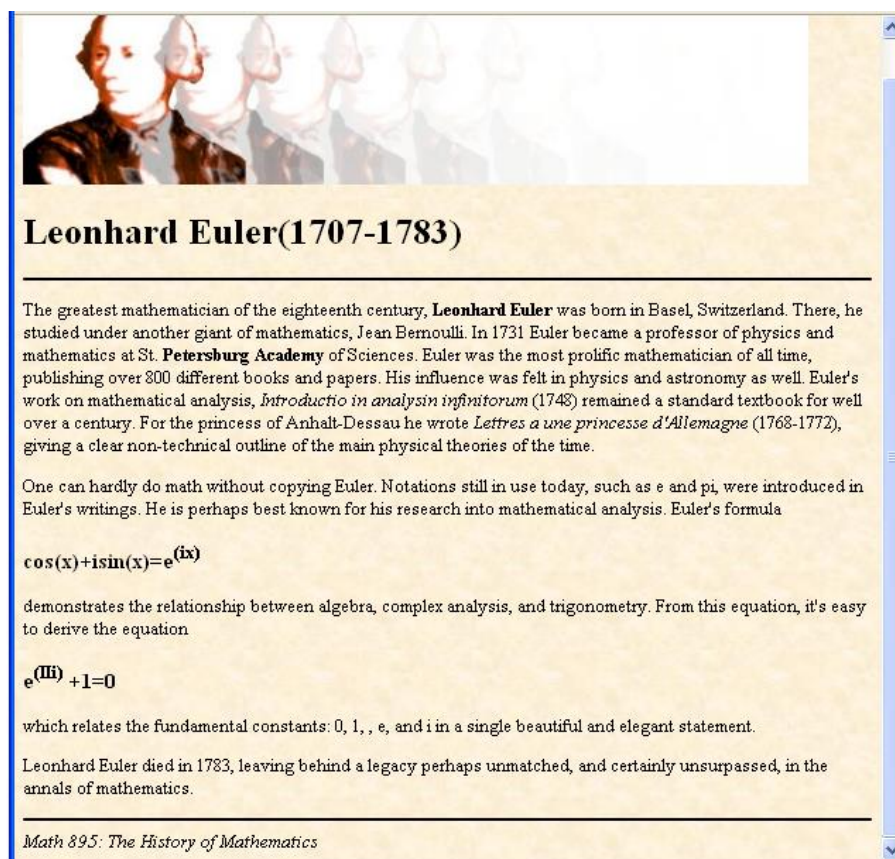 Leonhard Euler(1707-1783)
The greatest mathematician of the eighteenth century, Leonhard Euler was born in Basel, Switzerland. There, he
studied under another giant of mathematics, Jean Bernoulli. In 1731 Euler became a professor of physics and
mathematics at St. Petersburg Academy of Sciences. Euler was the most prolific mathematician of all time,
publishing over 800 different books and papers. His influence was felt in physics and astronomy as well. Euler's
work on mathematical analysis, Introductio in analysin infinitorum (1748) remained a standard textbook for well
over a century. For the princess of Anhalt-Dessau he wrote Lettres a une princesse d'Allemagne (1768-1772),
giving a clear non-technical outline of the main physical theories of the time.
One can hardly do math without copying Euler. Notations still in use today, such as e and pi, were introduced in
Euler's writings. He is perhaps best known for his research into mathematical analysis. Euler's formula
cos(x)+isin(x)=e^(ix)
demonstrates the relationship between algebra, complex analysis, and trigonometry. From this equation, it's easy
to derive the equation
e^(IIi) +1=0
which relates the fundamental constants: 0, 1, , e, and i in a single beautiful and elegant statement.
Leonhard Euler died in 1783, leaving behind a legacy perhaps unmatched, and certainly unsurpassed, in the
annals of mathematics.
Math 895: The History of Mathematics